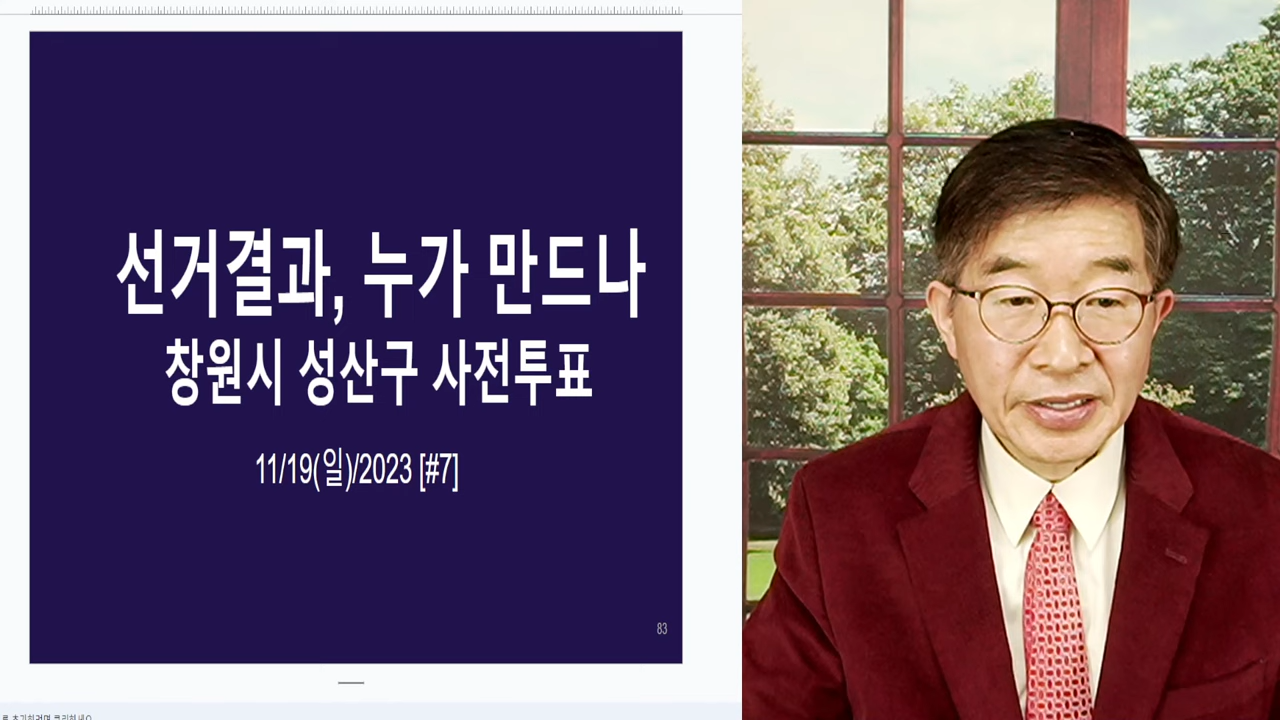 선거결과, 누가 만드나
창원시 성산구 사전투표
11/19(일)/2023 [#7]
83